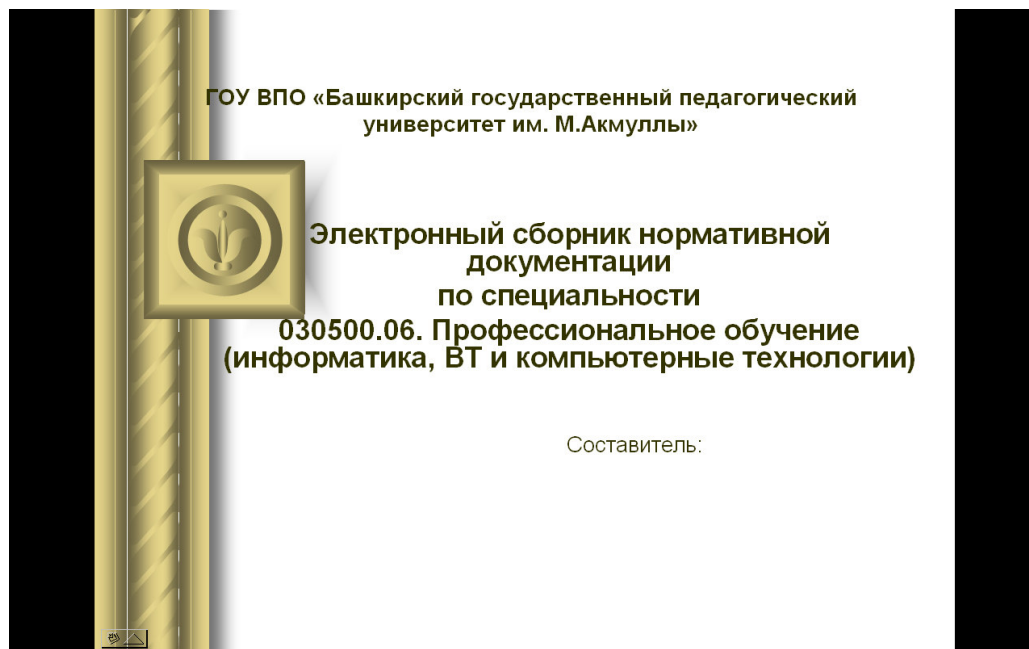 ГОУ ВПО «Башкирский государственный педагогический
университет им. М.Акмуллы»
Электронный сборник нормативной
документации
по специальности
030500.06. Профессиональное обучение
(информатика, ВТ и компьютерные технологии)
Составитель: